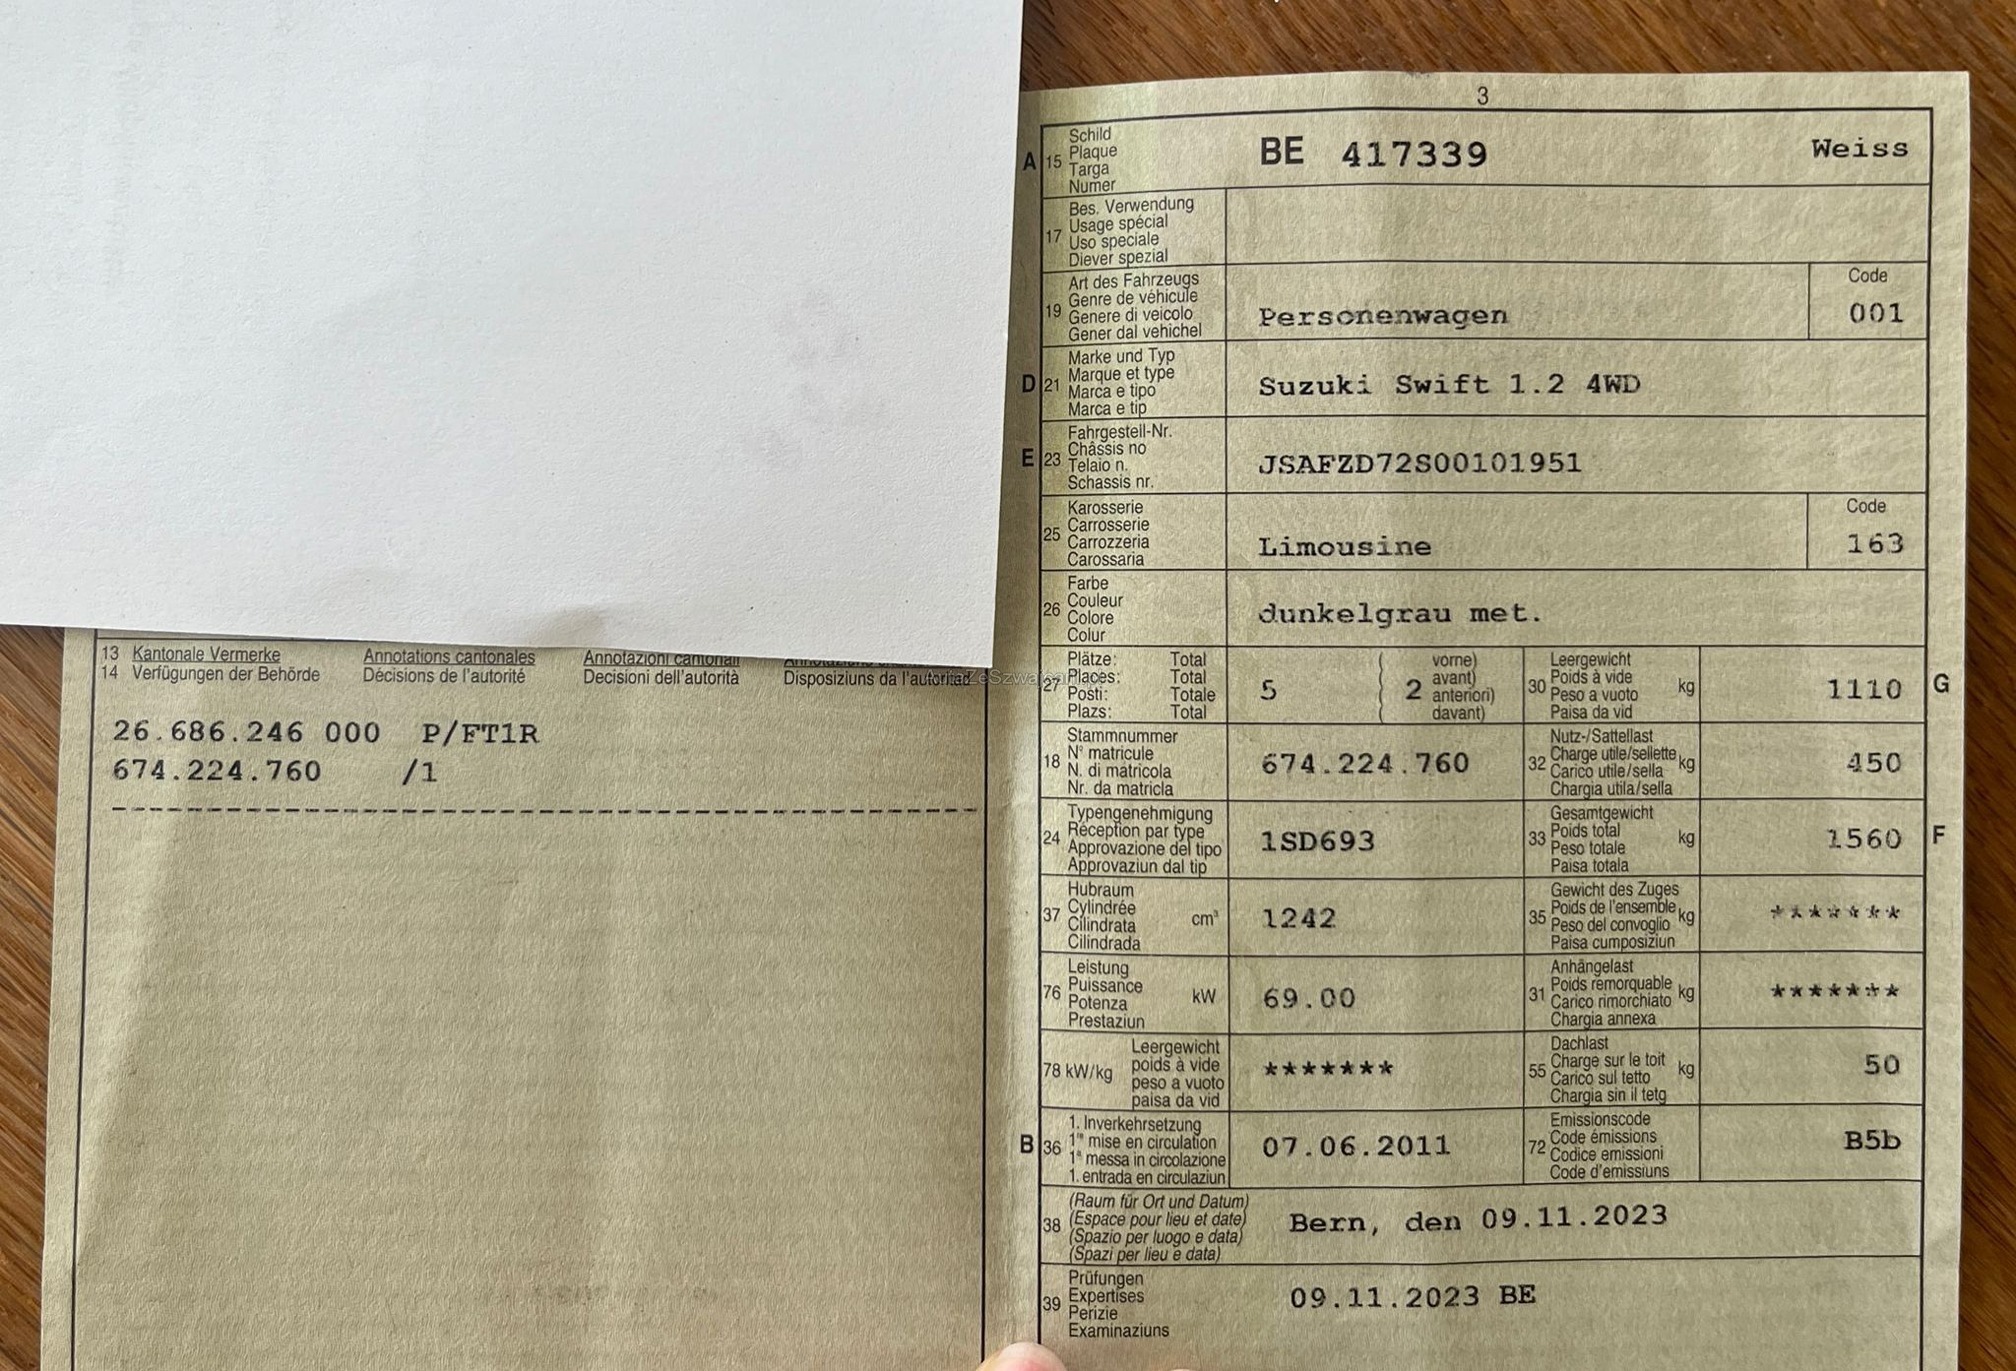 3
A 15 Schild Plaque Targa Numer BE 417339 Weiss
17 Bes. Verwendung Usage spécial Uso speciale Diever spezial
19 Art des Fahrzeugs Genre de véhicule Genere di veicolo Gener dal vehichel Personenwagen Code 001
D 21 Marke und Typ Marque et type Marca e tipo Marca e tip Suzuki Swift 1.2 4WD
E 23 Fahrgestell-Nr. Châssis no Telaio n. Schassis nr. JSAFZD72S00101951
25 Karosserie Carrosserie Carrozzeria Carossaria Limousine Code 163
26 Farbe Couleur Colore Colur dunkelgrau met.
13 Kantonale Vermerke Annotations cantonales Annotazioni cantonali
14 Verfügungen der Behörde Décisions de l'autorité Decisioni dell'autorità Disposiziuns da l'autoritad
26.686.246 000 P/FT1R
674.224.760 /1
27 Plätze: Total Places: Total Posti: Totale Plazs: Total 5 ( 2 vorne) avant) anteriori) davant) 30 Leergewicht Poids à vide Peso a vuoto Paisa da vid kg 1110 G
18 Stammnummer N° matricule N. di matricola Nr. da matricla 674.224.760 32 Nutz-/Sattellast Charge utile/sellette Carico utile/sella Chargia utila/sella kg 450
24 Typengenehmigung Réception par type Approvazione del tipo Approvaziun dal tip 1SD693 33 Gesamtgewicht Poids total Peso totale Paisa totala kg 1560 F
37 Hubraum Cylindrée Cilindrata Cilindrada cm³ 1242 35 Gewicht des Zuges Poids de l'ensemble Peso del convoglio Paisa cumposiziun kg *******
76 Leistung Puissance Potenza Prestaziun kW 69.00 31 Anhängelast Poids remorquable Carico rimorchiato Chargia annexa kg *******
78 kW/kg Leergewicht poids à vide peso a vuoto paisa da vid ******* 55 Dachlast Charge sur le toit Carico sul tetto Chargia sin il tetg kg 50
B 36 1. Inverkehrsetzung 1re mise en circulation 1a messa in circolazione 1. entrada en circulaziun 07.06.2011 72 Emissionscode Code émissions Codice emissioni Code d'emissiuns B5b
38 (Raum für Ort und Datum) (Espace pour lieu et date) (Spazio per luogo e data) (Spazi per lieu e data) Bern, den 09.11.2023
39 Prüfungen Expertises Perizie Examinaziuns 09.11.2023 BE